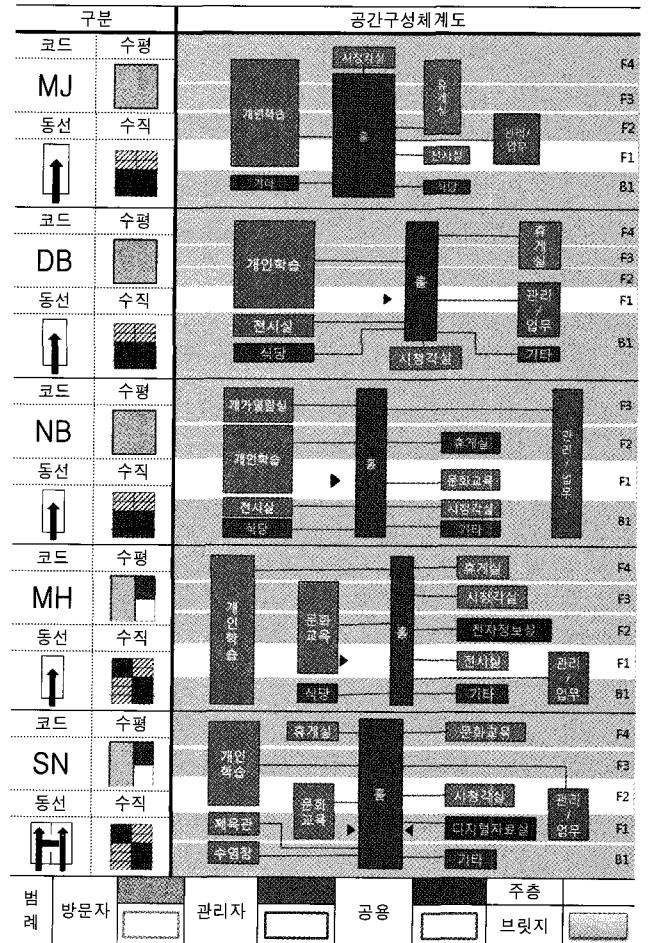 구분 공간구성체계도
코드 수평
MJ
동선 수직
시청각실 F4
개인학습 홀 휴게실 F3
관리/업무 F2
전시실 F1
기타 식당 B1
코드 수평
DB
동선 수직
휴게실 F4
개인학습 홀 F3
F2
관리/업무 F1
전시실
식당 시청각실 기타 B1
코드 수평
NB
동선 수직
F3
개인학습 홀 휴게실 관리/업무 F2
문화교육 F1
전시실 시청각실
식당 기타 B1
코드 수평
MH
동선 수직
휴게실 F4
개인학습 홀 시청각실 F3
문화교육 전자정보실 F2
전시실 관리/업무 F1
식당 기타 B1
코드 수평
SN
동선 수직
휴게실 문화교육 F4
개인학습 홀 F3
문화교육 시청각실 관리/업무 F2
체육관 디지털자료실 F1
수영장 기타 B1
범례 방문자 관리자 공용 주층
브릿지